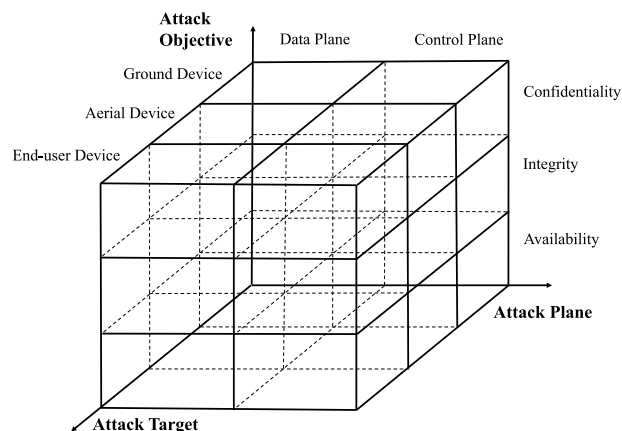 Attack
Objective
Data Plane
Control Plane
Ground Device
Aerial Device
End-user Device
Confidentiality
Integrity
Availability
Attack Plane
Attack Target